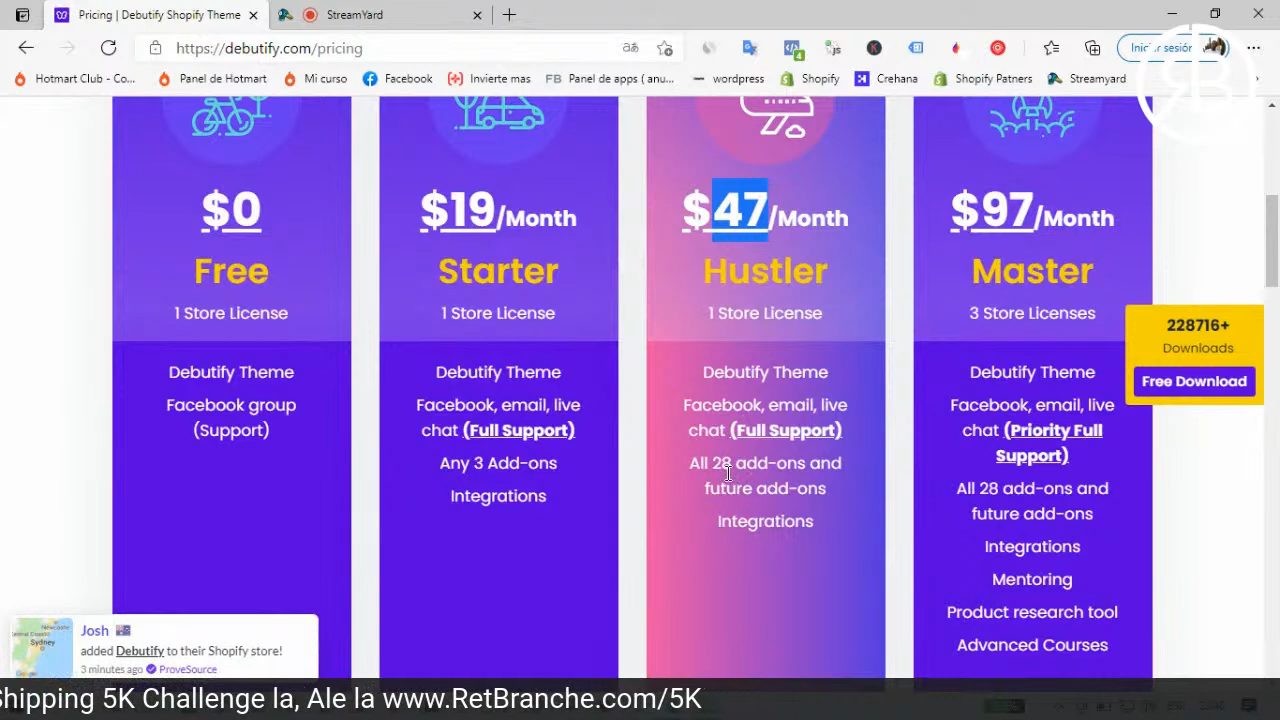 Pricing | Debutify Shopify Theme
StreamYard
https://debutify.com/pricing
Iniciar sesión
Hotmart Club - Co...
Panel de Hotmart
Mi curso
Facebook
Invierte mas
FB Panel de apps ( anu...
wordpress
Shopify
Crehana
Shopify Patners
Streamyard
RB
$0
Free
1 Store License
Debutify Theme
Facebook group
(Support)
$19/Month
Starter
1 Store License
Debutify Theme
Facebook, email, live
chat (Full Support)
Any 3 Add-ons
Integrations
$47/Month
Hustler
1 Store License
Debutify Theme
Facebook, email, live
chat (Full Support)
All 28 add-ons and
future add-ons
Integrations
$97/Month
Master
3 Store Licenses
Debutify Theme
Facebook, email, live
chat (Priority Full
Support)
All 28 add-ons and
future add-ons
Integrations
Mentoring
Product research tool
Advanced Courses
228716+
Downloads
Free Download
Newcastle
Sydney
Josh
added Debutify to their Shopify store!
3 minutes ago ProveSource
Shipping 5K Challenge la, Ale la www.RetBranche.com/5K